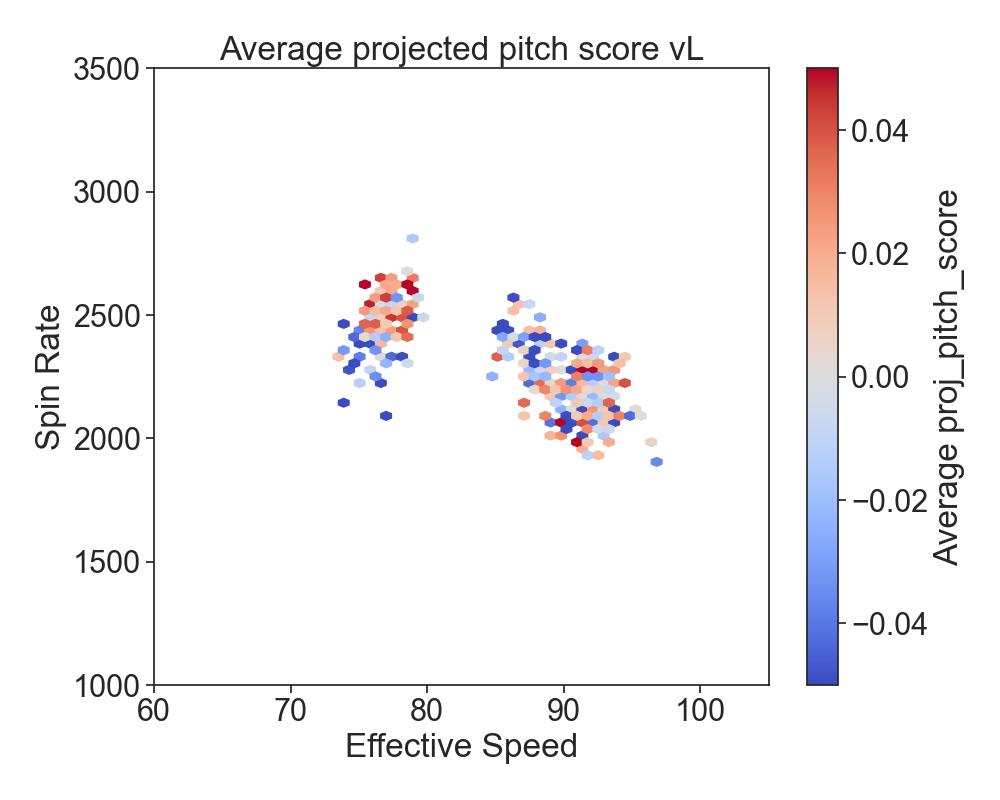 Average projected pitch score vL
3500
3000
2500
2000
1500
1000
Spin Rate
60 70 80 90 100
Effective Speed
0.04
0.02
0.00
−0.02
−0.04
Average proj_pitch_score